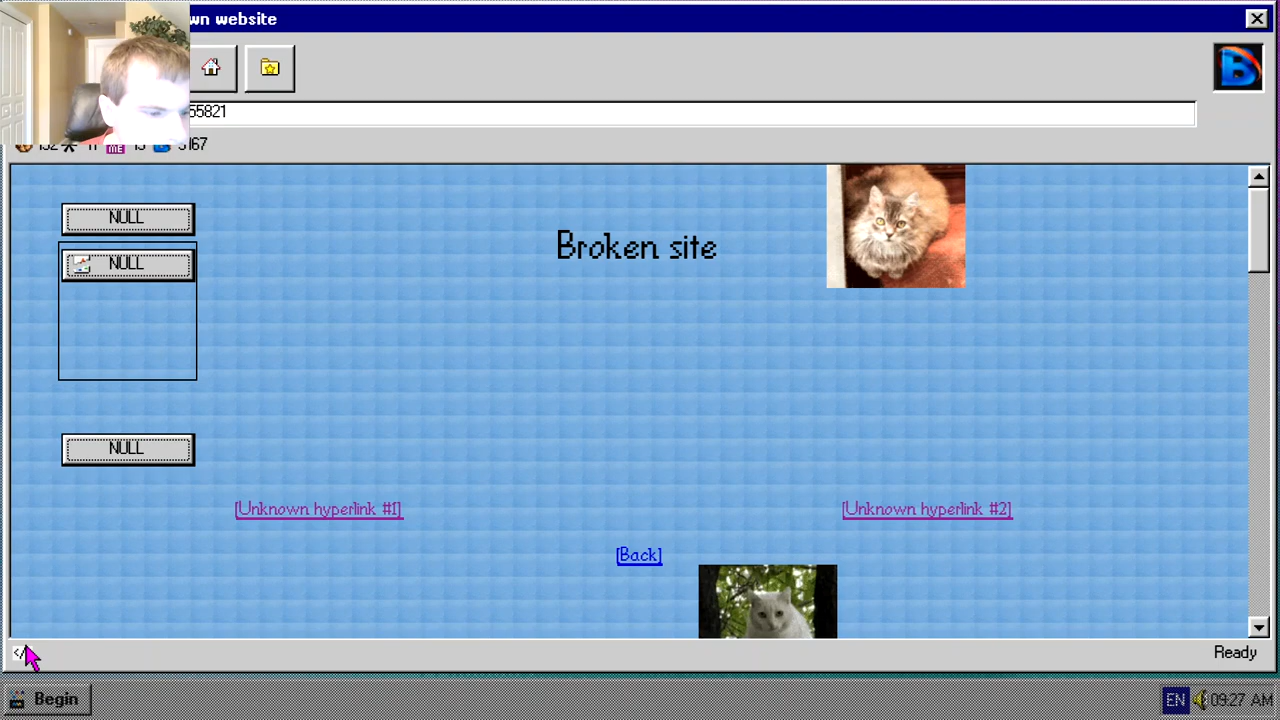 wn website
55821
3167
NULL
NULL
Broken site
NULL
[Unknown hyperlink #1]
[Unknown hyperlink #2]
[Back]
Ready
Begin
EN
09:27 AM